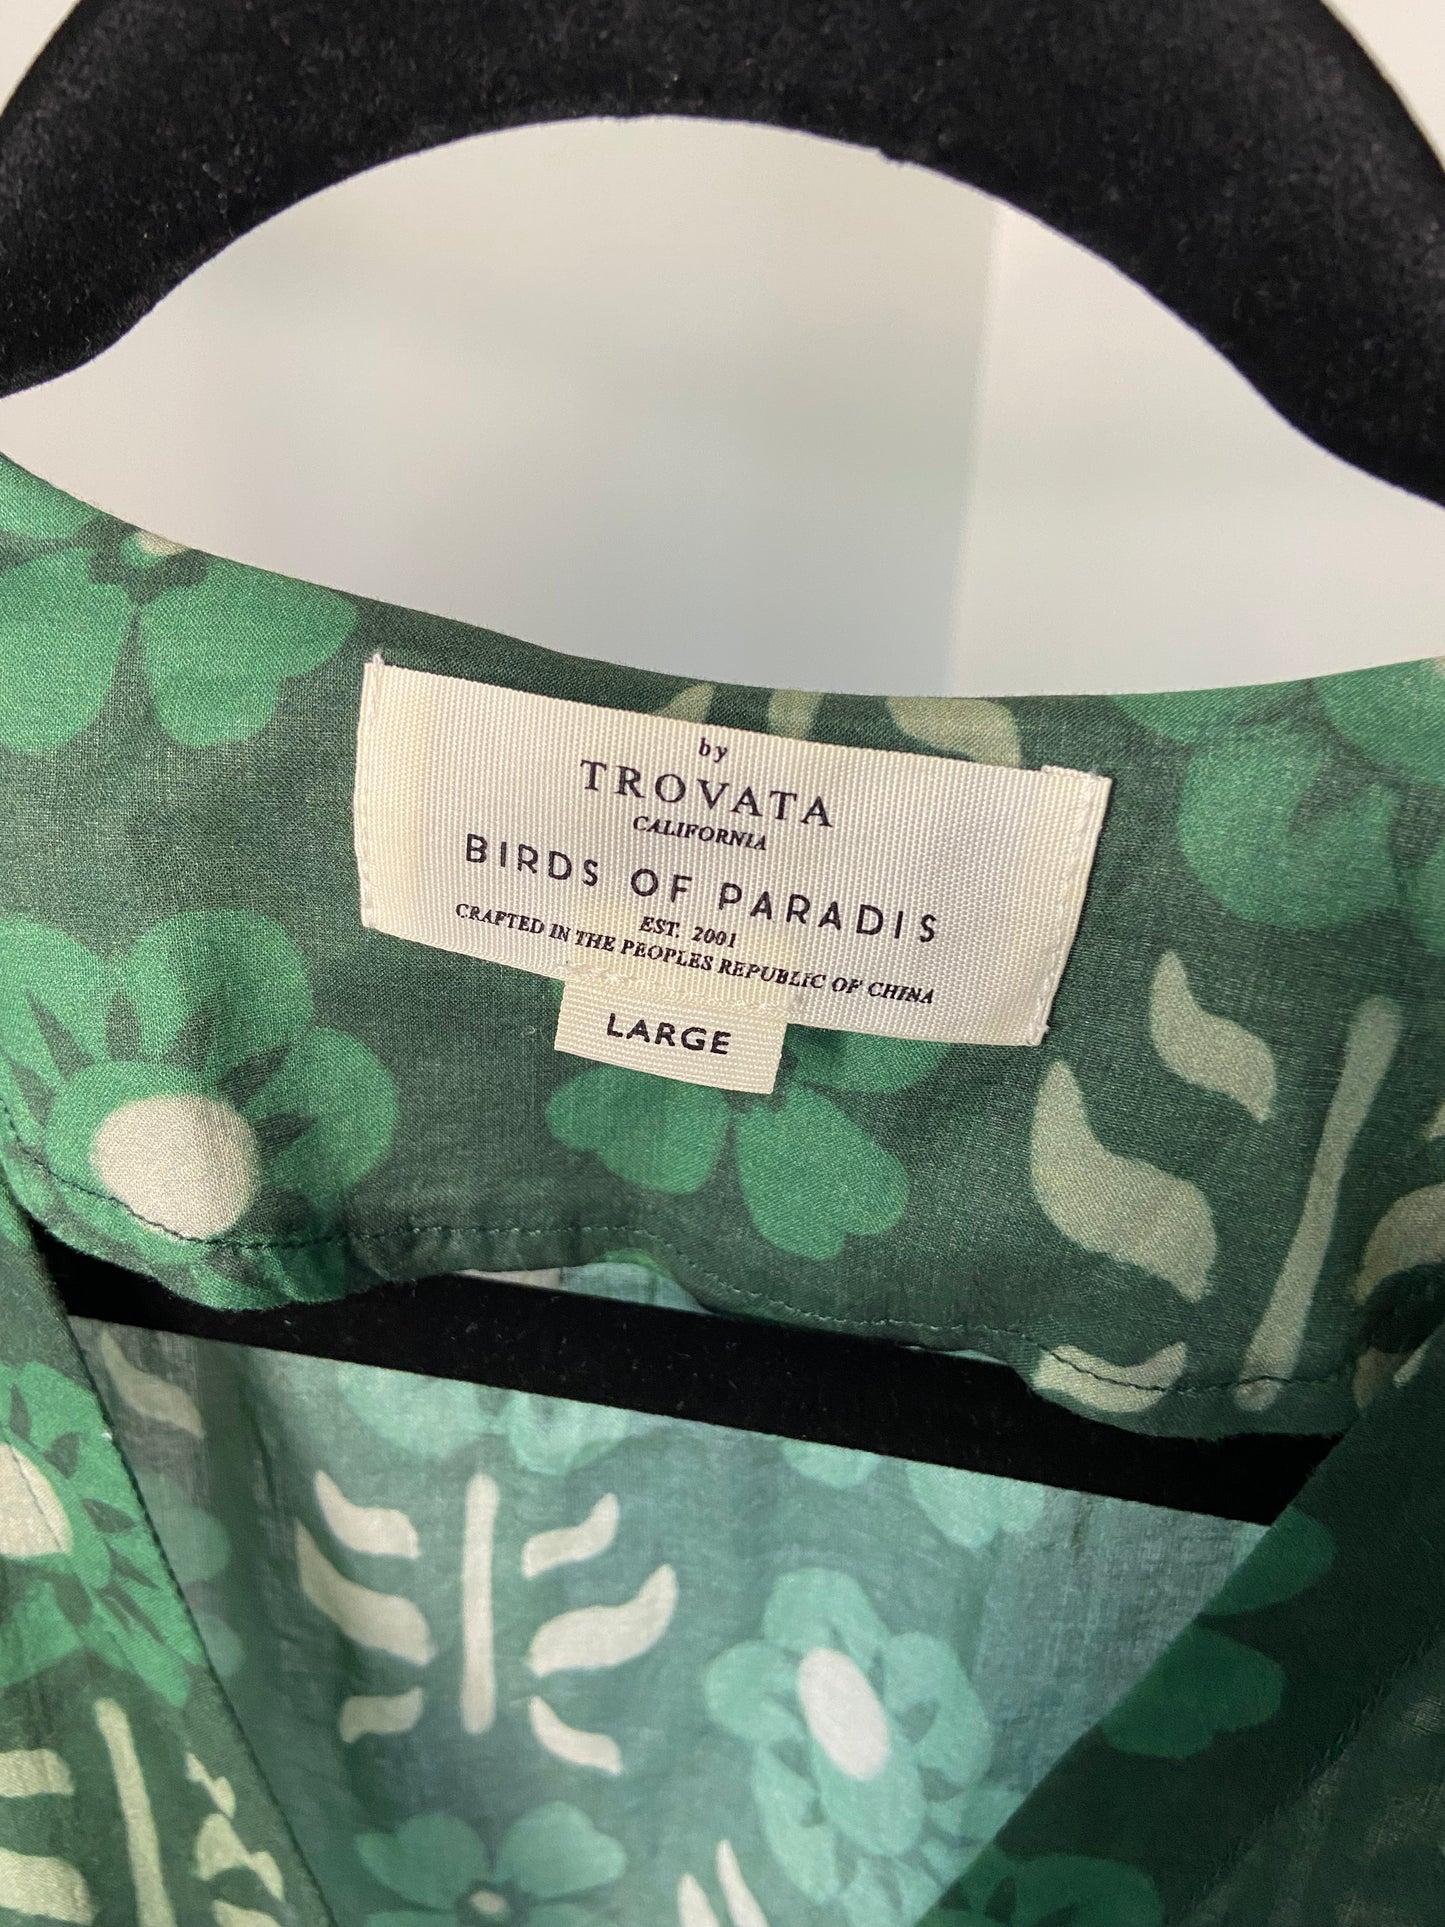 by
TROVATA
CALIFORNIA
BIRDS OF PARADIS
EST. 2001
CRAFTED IN THE PEOPLES REPUBLIC OF CHINA
LARGE